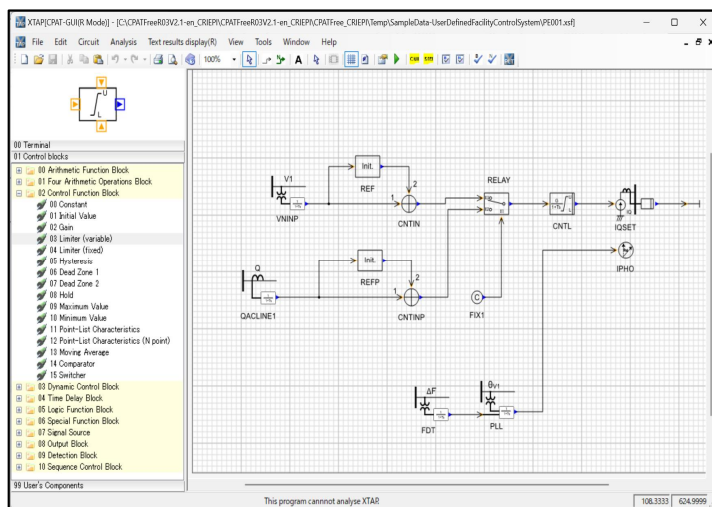 XTAP[CPAT-GUI(R Mode)] - [C:\CPATFreeR03V2.1-en_CRIEPI\CPATFreeR03V2.1-en_CRIEPI\CPATFree_CRIEPI\Temp\SampleData-UserDefinedFacilityControlSystem\PE001.xsf]
File Edit Circuit Analysis Text results display(R) View Tools Window Help
100% A
U
L
00 Terminal
01 Control blocks
00 Arithmetic Function Block
01 Four Arithmetic Operations Block
02 Control Function Block
00 Constant
01 Initial Value
02 Gain
03 Limiter (variable)
04 Limiter (fixed)
05 Hysteresis
06 Dead Zone 1
07 Dead Zone 2
08 Hold
09 Maximum Value
10 Minimum Value
11 Point-List Characteristics
12 Point-List Characteristics (N point)
13 Moving Average
14 Comparator
15 Switcher
03 Dynamic Control Block
04 Time Delay Block
05 Logic Function Block
06 Special Function Block
07 Signal Source
08 Output Block
09 Detection Block
10 Sequence Control Block
99 User's Components
V1
VNINP
Init.
REF
2
1
CNTIN
RELAY
CNTL
IQSET
IPHO
Q
QACLINE1
Init.
REFP
2
1
CNTINP
C
FIX1
ΔF
FDT
θV1
PLL
This program cannnot analyse XTAP.
108.3333 624.9999